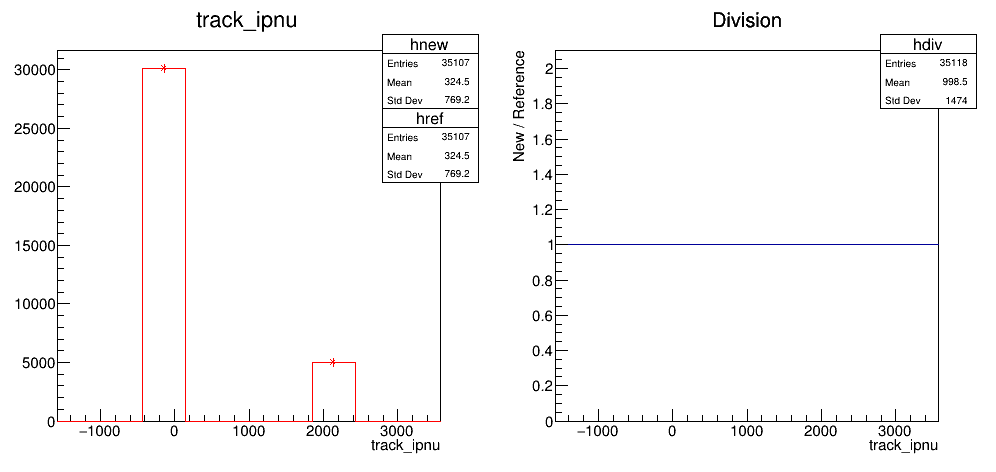 track_ipnu
hnew
Entries 35107
Mean 324.5
Std Dev 769.2
href
Entries 35107
Mean 324.5
Std Dev 769.2
30000
25000
20000
15000
10000
5000
0
−1000 0 1000 2000 3000
track_ipnu
Division
hdiv
Entries 35118
Mean 998.5
Std Dev 1474
New / Reference
2
1.8
1.6
1.4
1.2
1
0.8
0.6
0.4
0.2
0
−1000 0 1000 2000 3000
track_ipnu